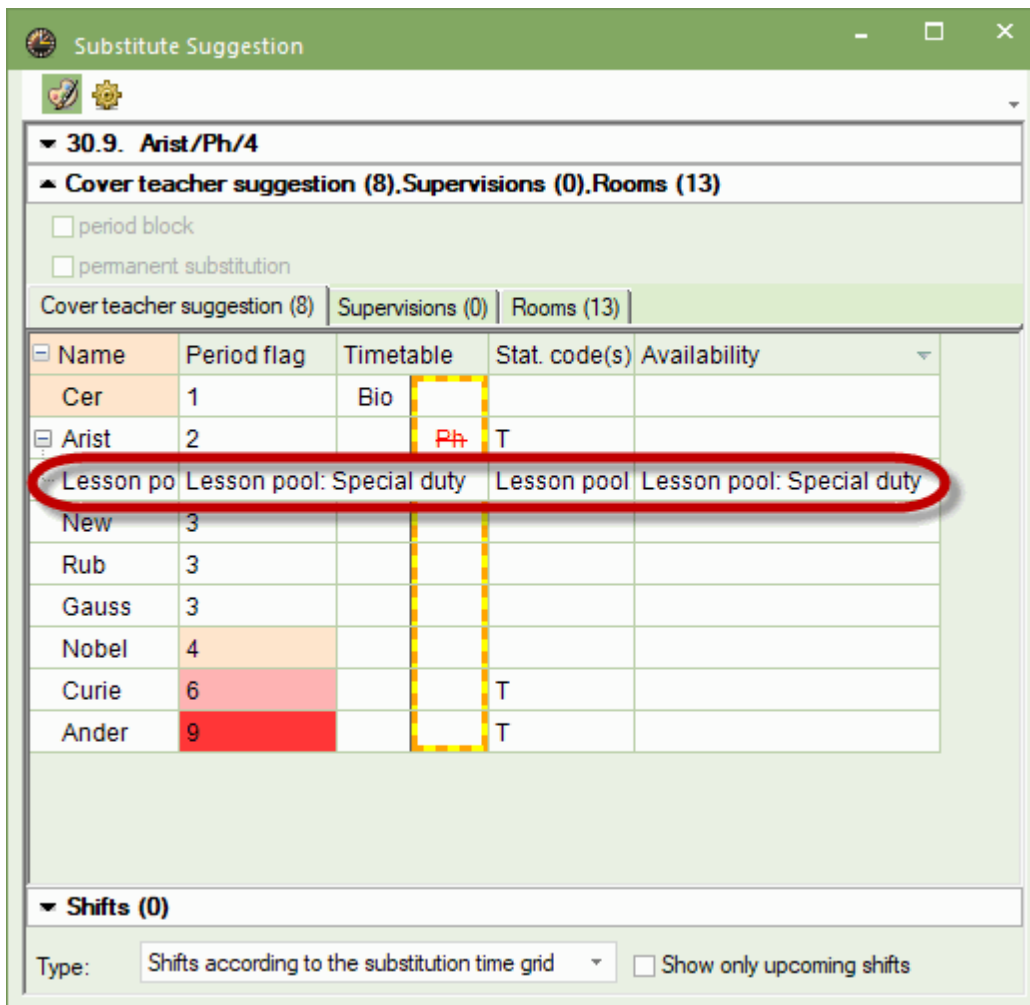 Substitute Suggestion
30.9. Arist/Ph/4
Cover teacher suggestion (8),Supervisions (0),Rooms (13)
period block
permanent substitution
Cover teacher suggestion (8) Supervisions (0) Rooms (13)
Name Period flag Timetable Stat. code(s) Availability
Cer 1 Bio
Arist 2 Ph T
Lesson po Lesson pool: Special duty Lesson pool Lesson pool: Special duty
New 3
Rub 3
Gauss 3
Nobel 4
Curie 6 T
Ander 9 T
Shifts (0)
Type: Shifts according to the substitution time grid Show only upcoming shifts